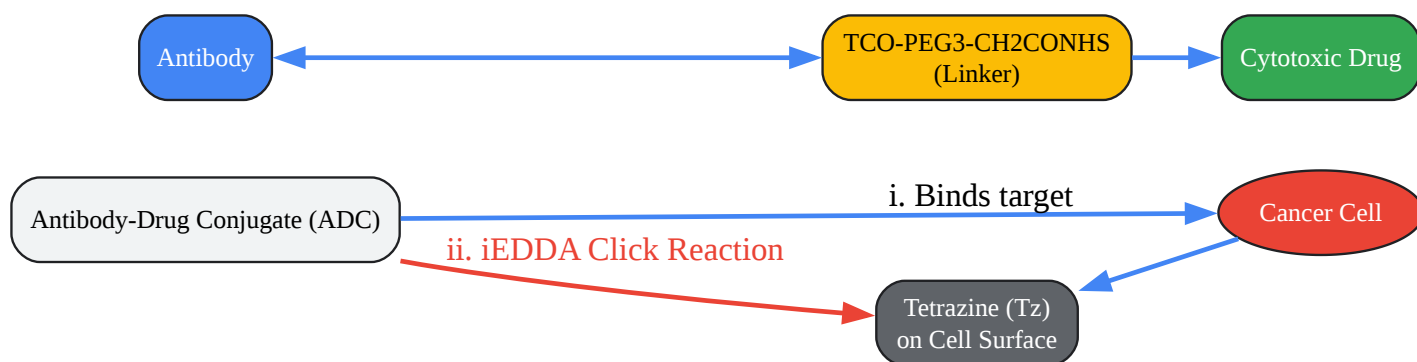 Antibody
TCO-PEG3-CH2CONHS
(Linker)
Cytotoxic Drug
Antibody-Drug Conjugate (ADC)
i. Binds target
Cancer Cell
ii. iEDDA Click Reaction
Tetrazine (Tz)
on Cell Surface